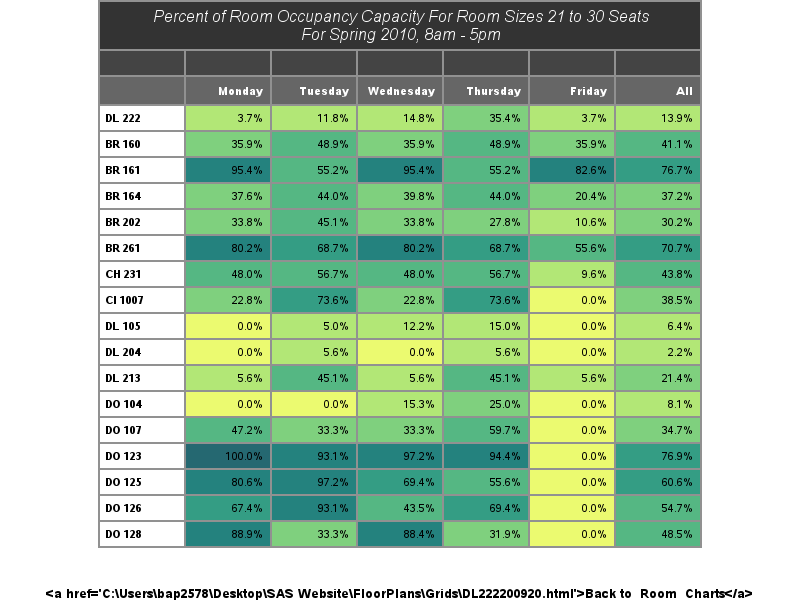 Percent of Room Occupancy Capacity For Room Sizes 21 to 30 Seats
For Spring 2010, 8am - 5pm
Monday Tuesday Wednesday Thursday Friday All
DL 222 3.7% 11.8% 14.8% 35.4% 3.7% 13.9%
BR 160 35.9% 48.9% 35.9% 48.9% 35.9% 41.1%
BR 161 95.4% 55.2% 95.4% 55.2% 82.6% 76.7%
BR 164 37.6% 44.0% 39.8% 44.0% 20.4% 37.2%
BR 202 33.8% 45.1% 33.8% 27.8% 10.6% 30.2%
BR 261 80.2% 68.7% 80.2% 68.7% 55.6% 70.7%
CH 231 48.0% 56.7% 48.0% 56.7% 9.6% 43.8%
CI 1007 22.8% 73.6% 22.8% 73.6% 0.0% 38.5%
DL 105 0.0% 5.0% 12.2% 15.0% 0.0% 6.4%
DL 204 0.0% 5.6% 0.0% 5.6% 0.0% 2.2%
DL 213 5.6% 45.1% 5.6% 45.1% 5.6% 21.4%
DO 104 0.0% 0.0% 15.3% 25.0% 0.0% 8.1%
DO 107 47.2% 33.3% 33.3% 59.7% 0.0% 34.7%
DO 123 100.0% 93.1% 97.2% 94.4% 0.0% 76.9%
DO 125 80.6% 97.2% 69.4% 55.6% 0.0% 60.6%
DO 126 67.4% 93.1% 43.5% 69.4% 0.0% 54.7%
DO 128 88.9% 33.3% 88.4% 31.9% 0.0% 48.5%
<a href='C:\Users\bap2578\Desktop\SAS Website\FloorPlans\Grids\DL222200920.html'>Back to Room Charts</a>